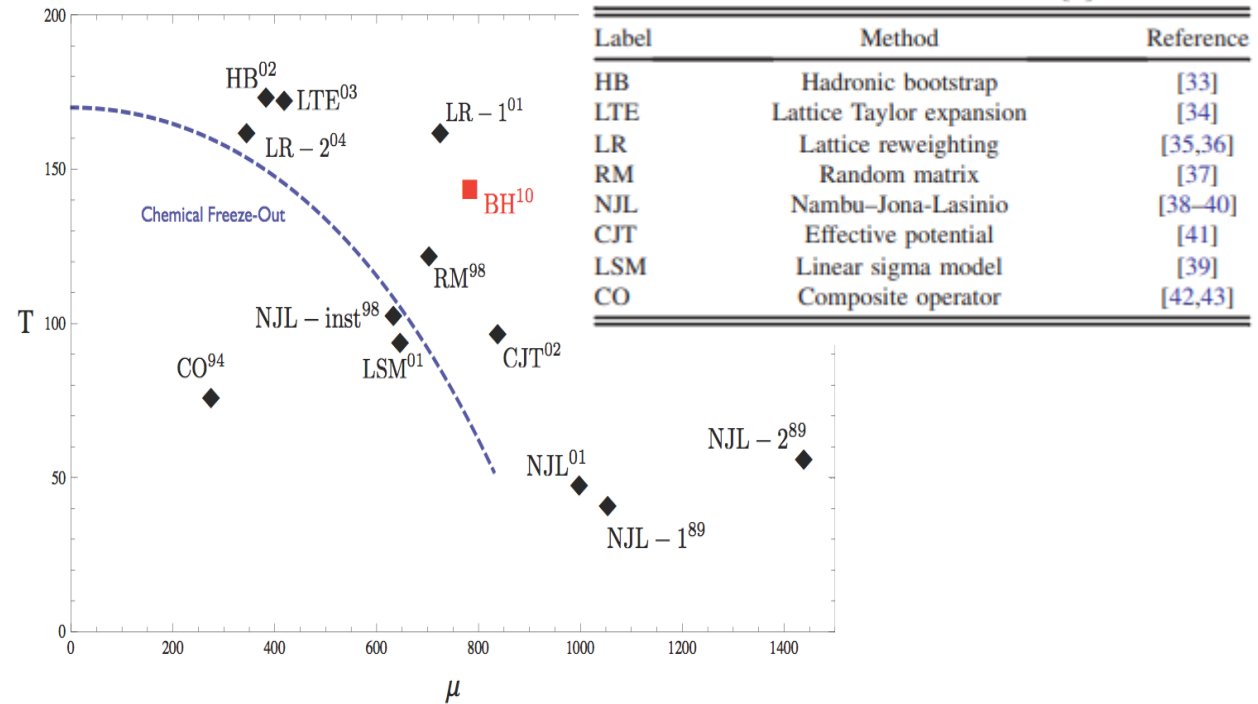 200
150
100
50
0
T
0 200 400 600 800 1000 1200 1400
μ
HB⁰²
LTE⁰³
LR – 2⁰⁴
LR – 1⁰¹
BH¹⁰
Chemical Freeze-Out
RM⁹⁸
NJL – inst⁹⁸
LSM⁰¹
CJT⁰²
CO⁹⁴
NJL⁰¹
NJL – 1⁸⁹
NJL – 2⁸⁹
Label Method Reference
HB Hadronic bootstrap [33]
LTE Lattice Taylor expansion [34]
LR Lattice reweighting [35,36]
RM Random matrix [37]
NJL Nambu–Jona-Lasinio [38–40]
CJT Effective potential [41]
LSM Linear sigma model [39]
CO Composite operator [42,43]